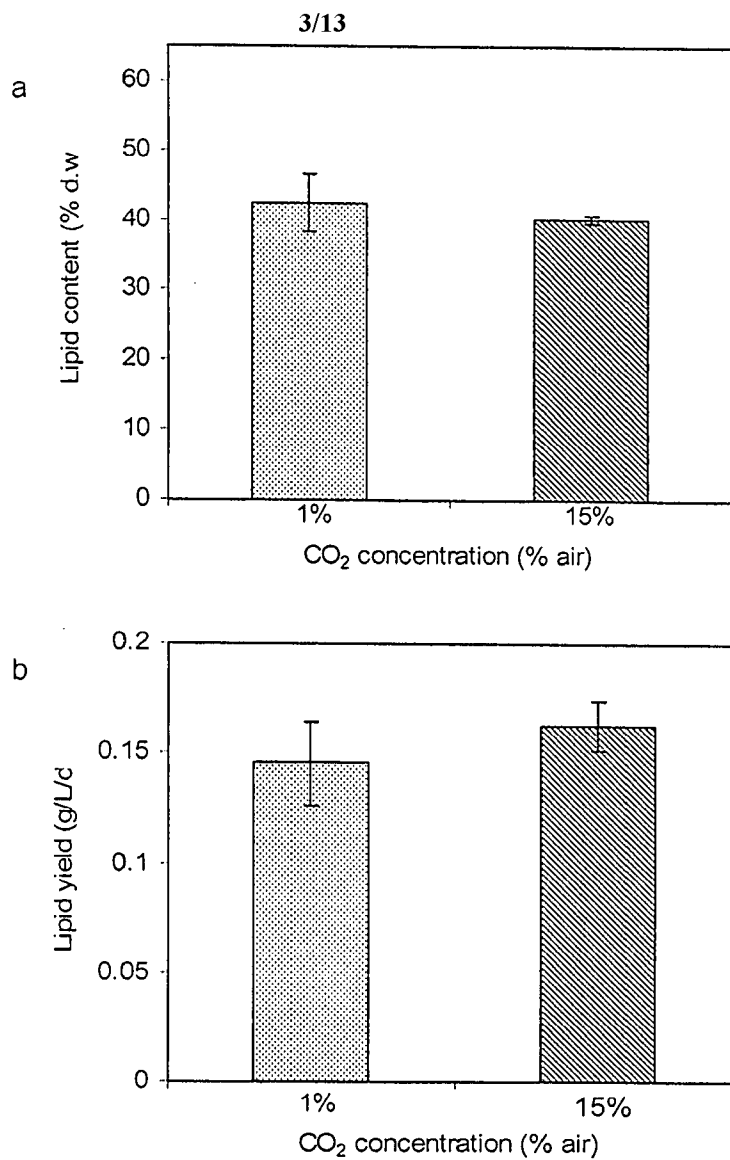 3/13
a
Lipid content (% d.w
60
50
40
30
20
10
0
1%
15%
CO₂ concentration (% air)
b
Lipid yield (g/L/d
0.2
0.15
0.1
0.05
0
1%
15%
CO₂ concentration (% air)